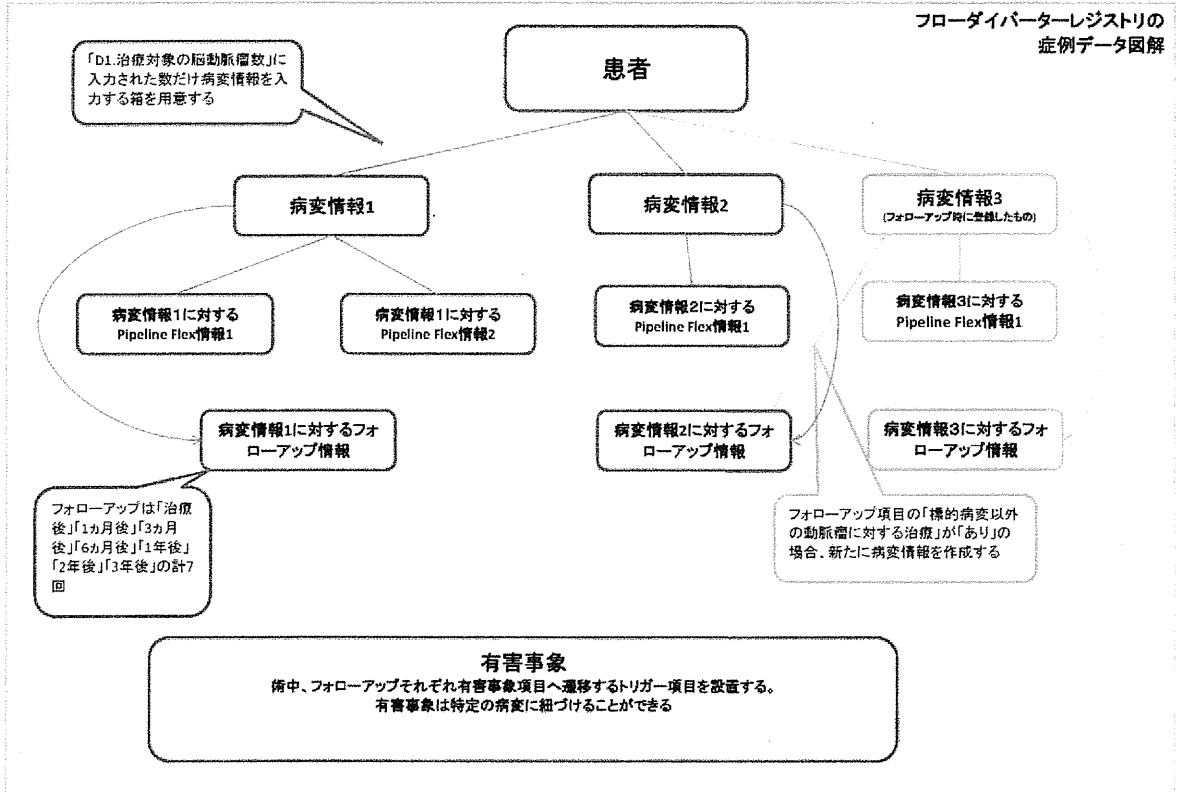 フローダイバーターレジストリの
症例データ図解
「D1.治療対象の脳動脈瘤数」に
入力された数だけ病変情報を入
力する箱を用意する
患者
病変情報1
病変情報2
病変情報3
(フォローアップ時に登録したもの)
病変情報1に対する
Pipeline Flex情報1
病変情報1に対する
Pipeline Flex情報2
病変情報2に対する
Pipeline Flex情報1
病変情報3に対する
Pipeline Flex情報1
病変情報1に対するフォ
ローアップ情報
病変情報2に対するフォ
ローアップ情報
病変情報3に対するフォ
ローアップ情報
フォローアップは「治療
後」「1ヵ月後」「3ヵ月
後」「6ヵ月後」「1年後」
「2年後」「3年後」の計7
回
フォローアップ項目の「標的病変以外
の動脈瘤に対する治療」が「あり」の
場合、新たに病変情報を作成する
有害事象
術中、フォローアップそれぞれ有害事象項目へ遷移するトリガー項目を設置する。
有害事象は特定の病変に紐づけることができる